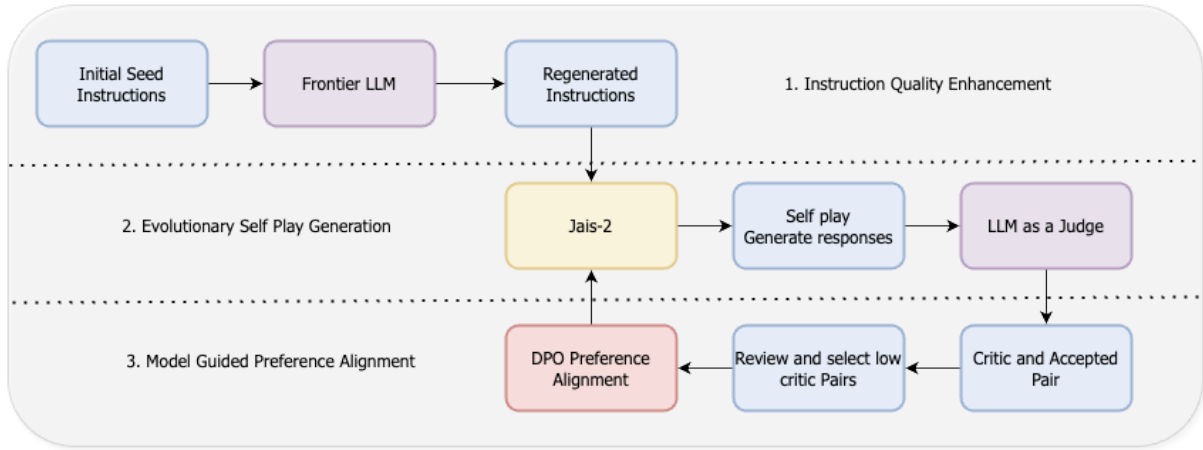 Initial Seed
Instructions
Frontier LLM
Regenerated
Instructions
1. Instruction Quality Enhancement
2. Evolutionary Self Play Generation
Jais-2
Self play
Generate responses
LLM as a Judge
3. Model Guided Preference Alignment
DPO Preference
Alignment
Review and select low
critic Pairs
Critic and Accepted
Pair